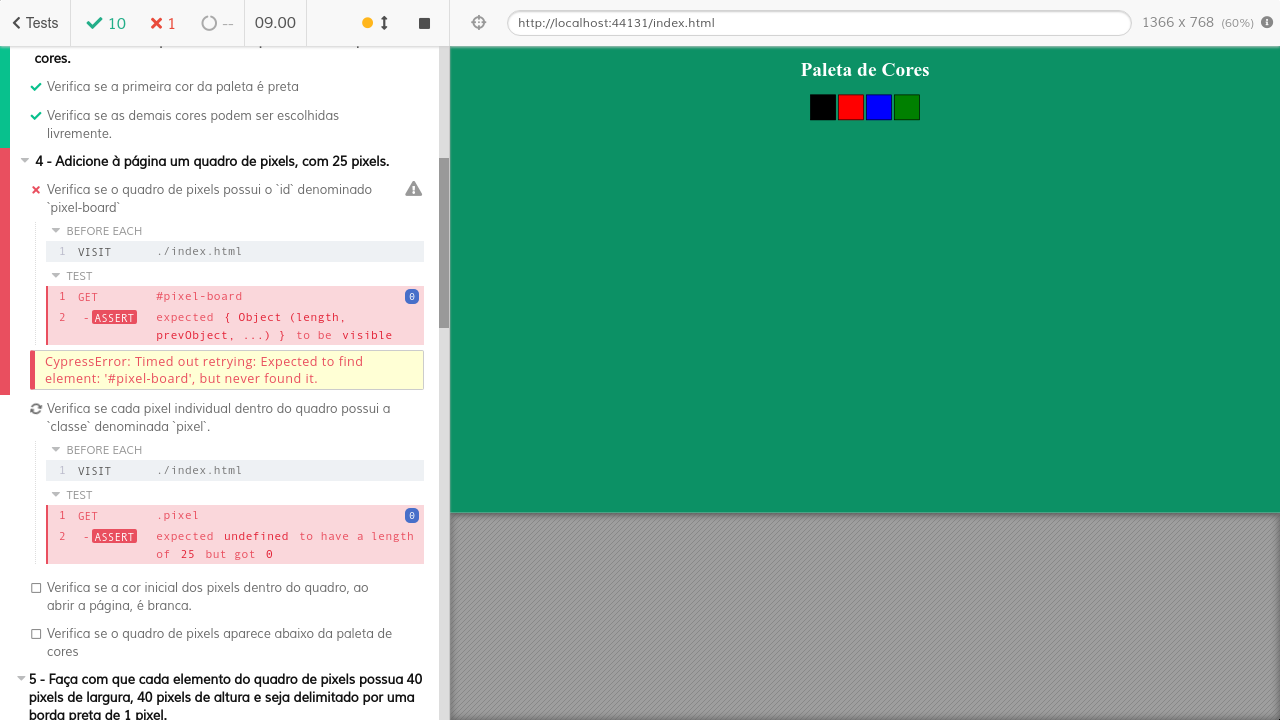 Tests
10
1
--
09.00
http://localhost:44131/index.html
1366 x 768 (60%)
cores.
Verifica se a primeira cor da paleta é preta
Verifica se as demais cores podem ser escolhidas
livremente.
4 - Adicione à página um quadro de pixels, com 25 pixels.
Verifica se o quadro de pixels possui o `id` denominado
`pixel-board`
BEFORE EACH
1 VISIT ./index.html
TEST
1 GET #pixel-board 0
2 -ASSERT expected { Object (length,
prevObject, ...) } to be visible
CypressError: Timed out retrying: Expected to find
element: '#pixel-board', but never found it.
Verifica se cada pixel individual dentro do quadro possui a
`classe` denominada `pixel`.
BEFORE EACH
1 VISIT ./index.html
TEST
1 GET .pixel 0
2 -ASSERT expected undefined to have a length
of 25 but got 0
Verifica se a cor inicial dos pixels dentro do quadro, ao
abrir a página, é branca.
Verifica se o quadro de pixels aparece abaixo da paleta de
cores
5 - Faça com que cada elemento do quadro de pixels possua 40
pixels de largura, 40 pixels de altura e seja delimitado por uma
borda preta de 1 pixel.
Paleta de Cores